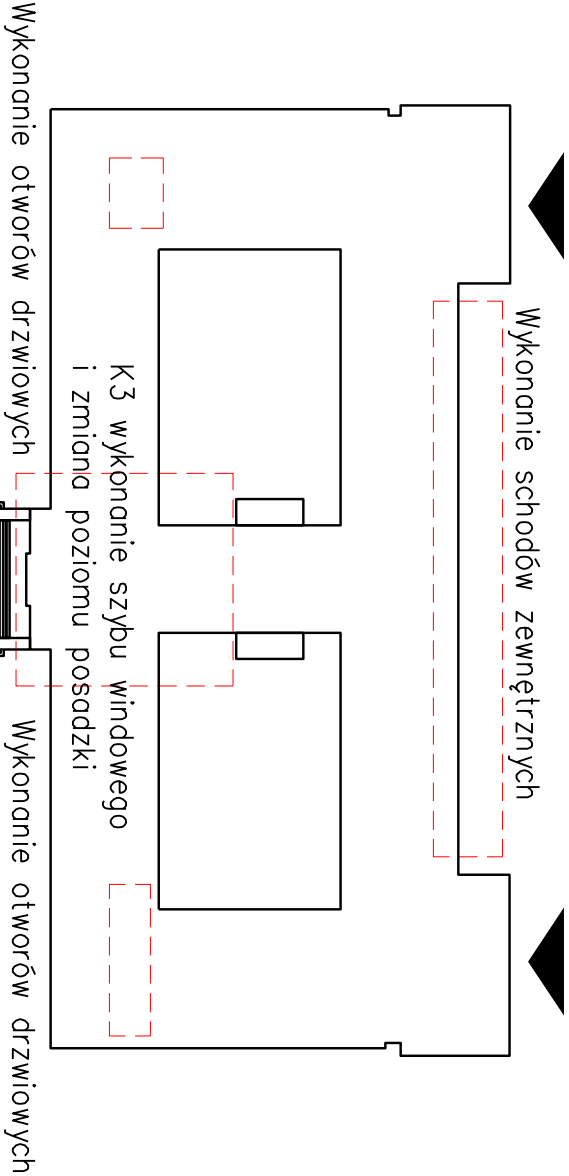 Wykonanie schodów zewnętrznych
K3 wykonanie szybu windowego
i zmiana poziomu posadzki
Wykonanie otworów drzwiowych
Wykonanie otworów drzwiowych